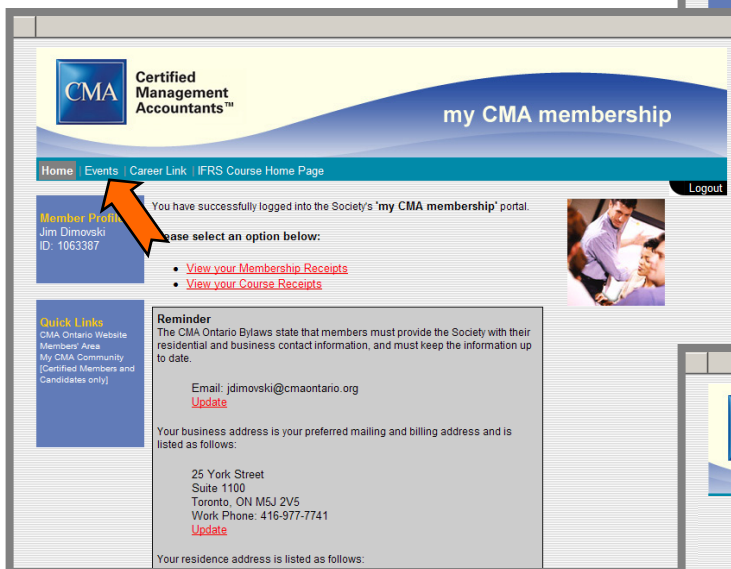 CMA
Certified
Management
Accountants™
my CMA membership
Home | Events | Career Link | IFRS Course Home Page
Logout
Member Profile
Jim Dimovski
ID: 1063387
You have successfully logged into the Society's 'my CMA membership' portal.
select an option below:
• View your Membership Receipts
• View your Course Receipts
Quick Links
CMA Ontario Website
Members' Area
My CMA Community
[Certified Members and
Candidates only]
Reminder
The CMA Ontario Bylaws state that members must provide the Society with their
residential and business contact information, and must keep the information up
to date.
Email: jdimovski@cmaontario.org
Update
Your business address is your preferred mailing and billing address and is
listed as follows:
25 York Street
Suite 1100
Toronto, ON M5J 2V5
Work Phone: 416-977-7741
Update
Your residence address is listed as follows: